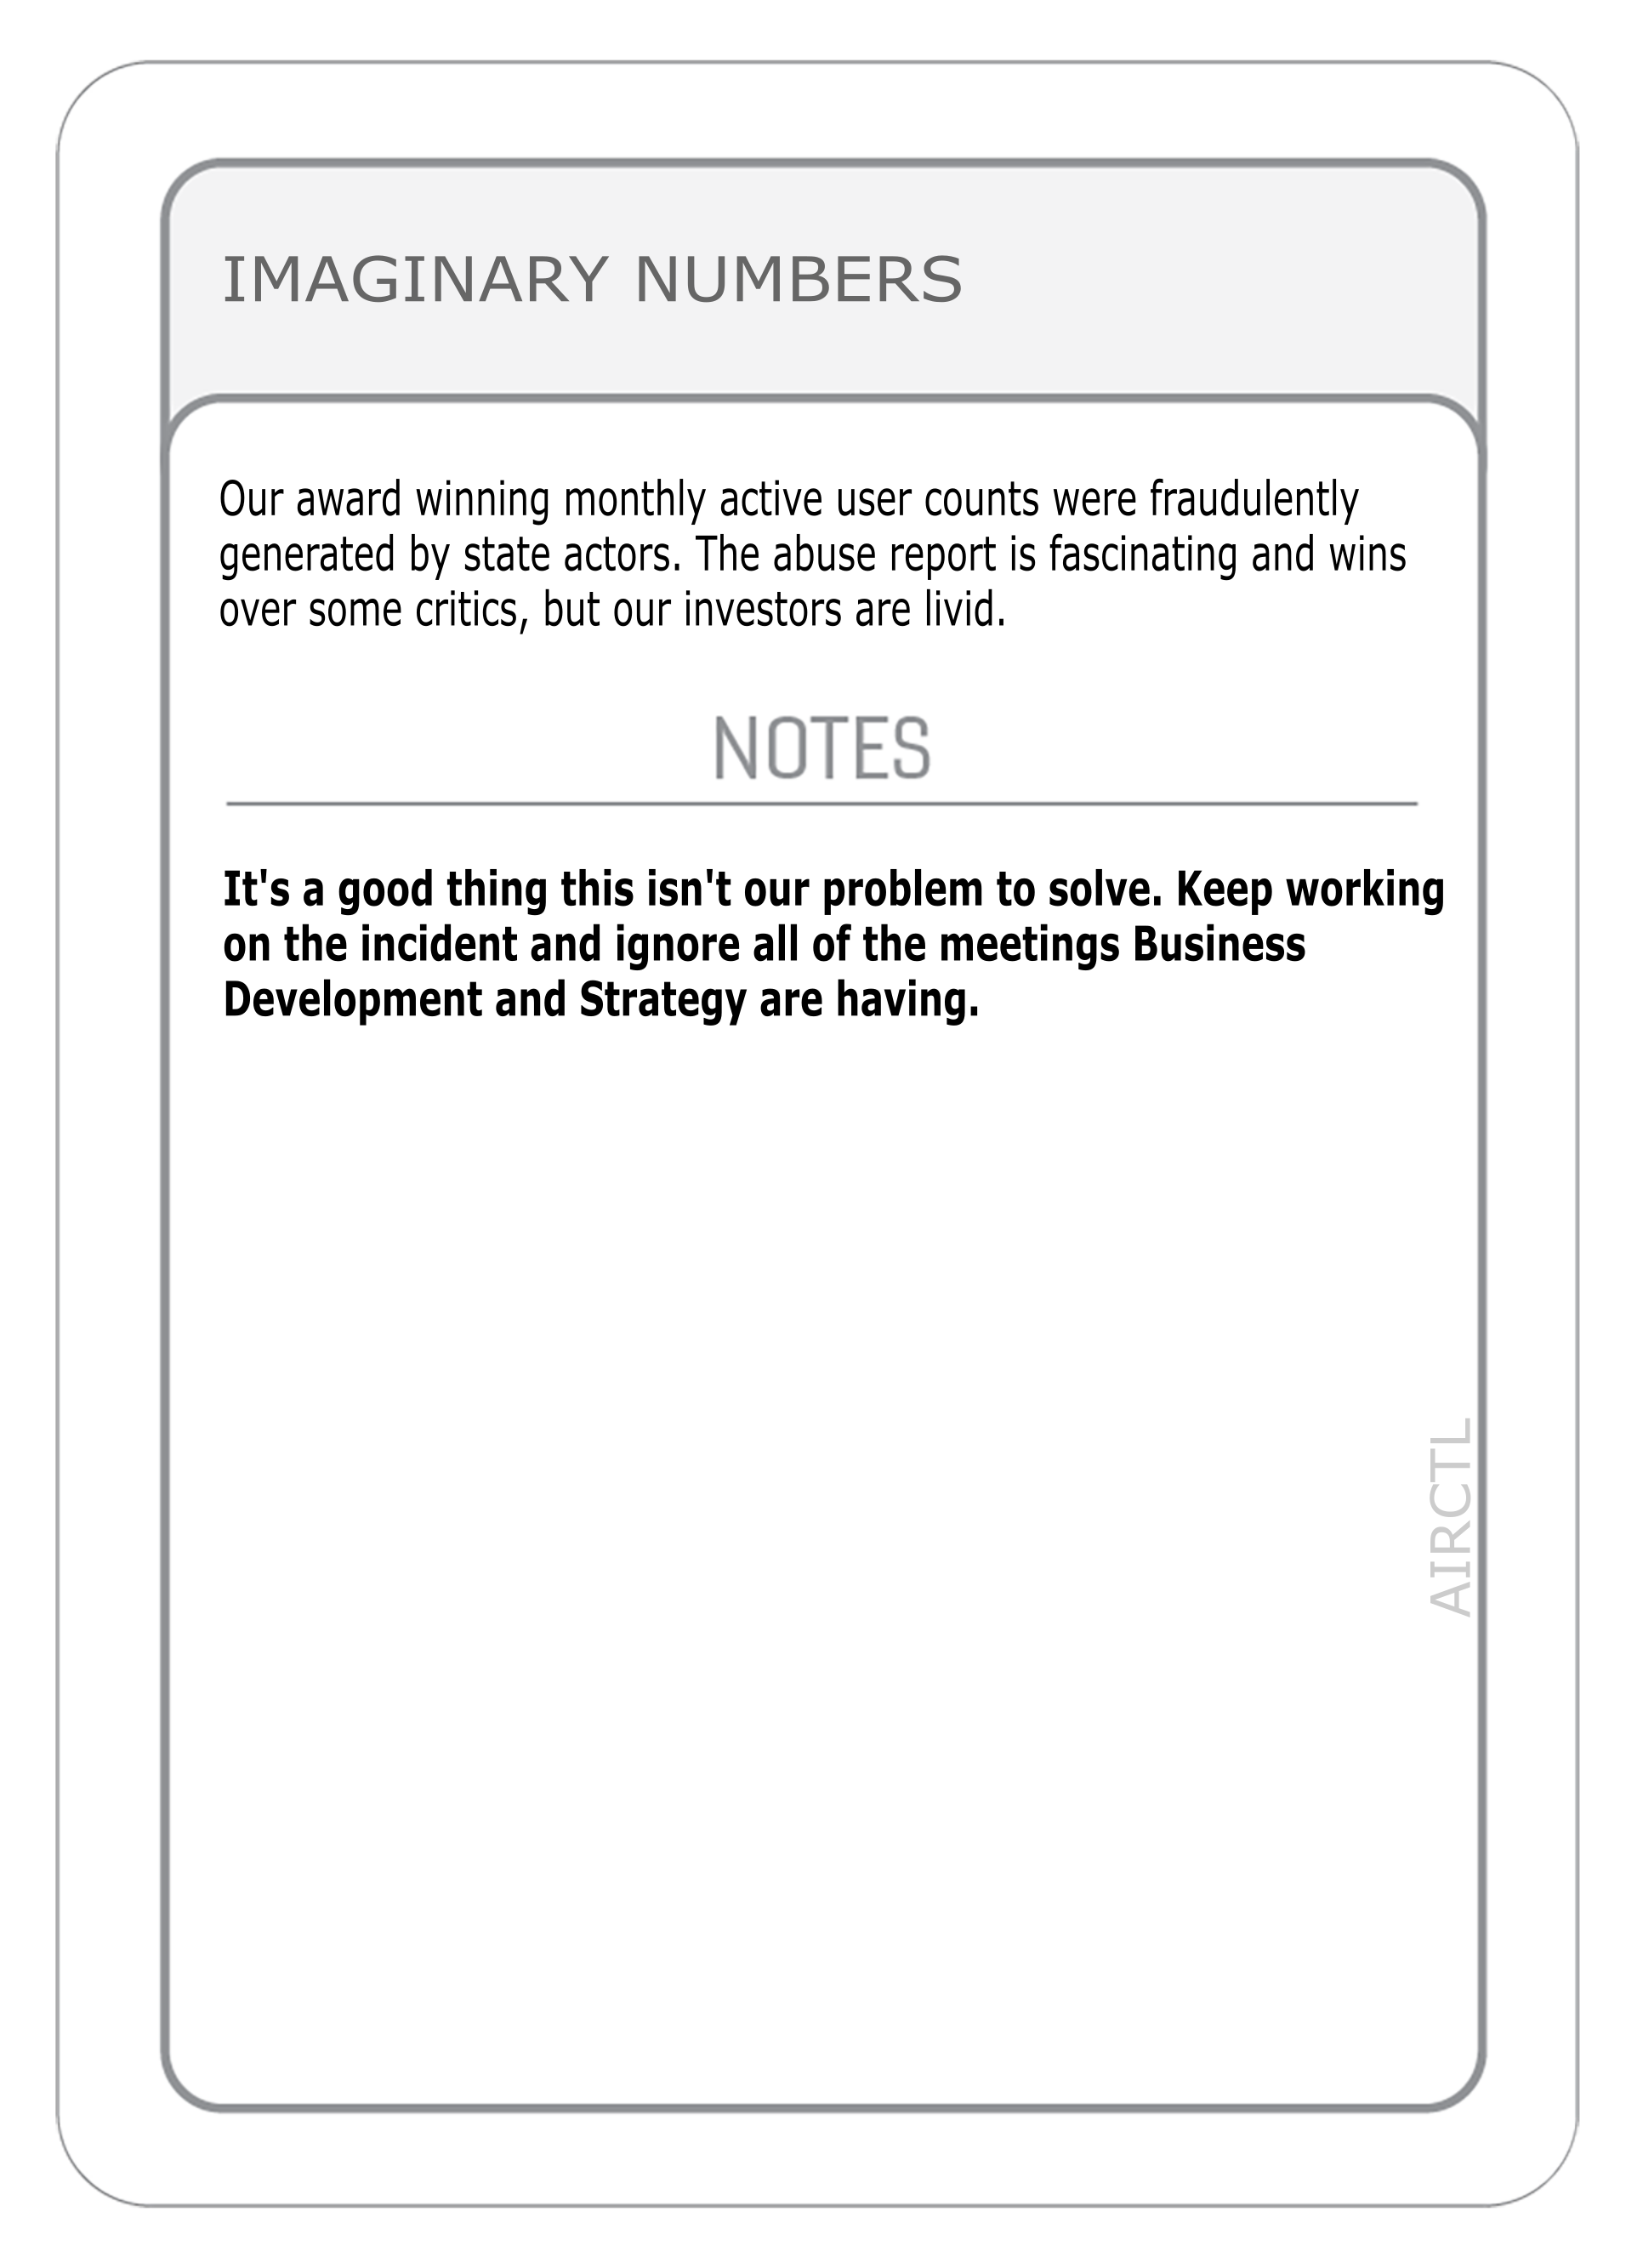 IMAGINARY NUMBERS
Our award winning monthly active user counts were fraudulently
generated by state actors. The abuse report is fascinating and wins
over some critics, but our investors are livid.
NOTES
It's a good thing this isn't our problem to solve. Keep working
on the incident and ignore all of the meetings Business
Development and Strategy are having.
AIRCTL